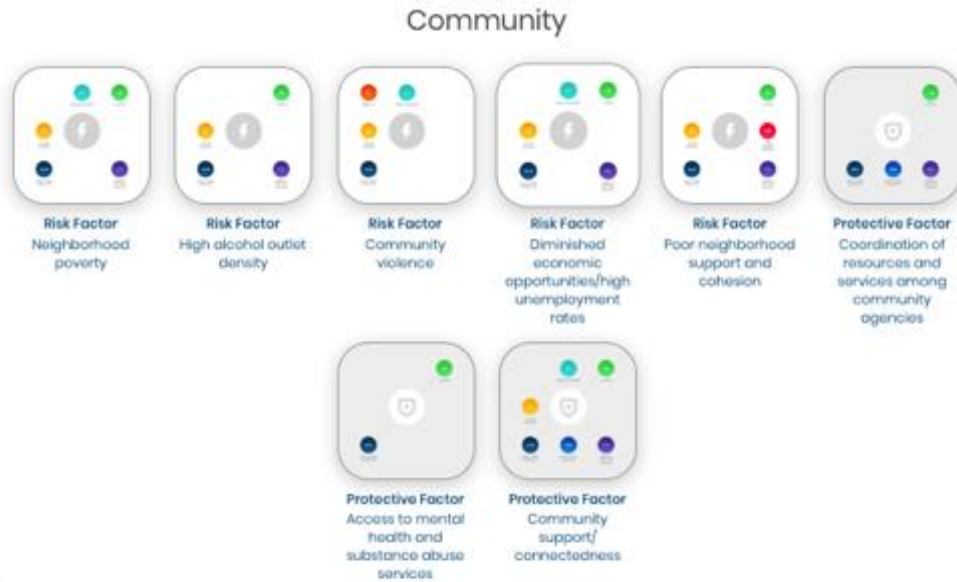 Community
Risk Factor
Neighborhood
poverty
Risk Factor
High alcohol outlet
density
Risk Factor
Community
violence
Risk Factor
Diminished
economic
opportunities/high
unemployment
rates
Risk Factor
Poor neighborhood
support and
cohesion
Protective Factor
Coordination of
resources and
services among
community
agencies
Protective Factor
Access to mental
health and
substance abuse
services
Protective Factor
Community
support/
connectedness